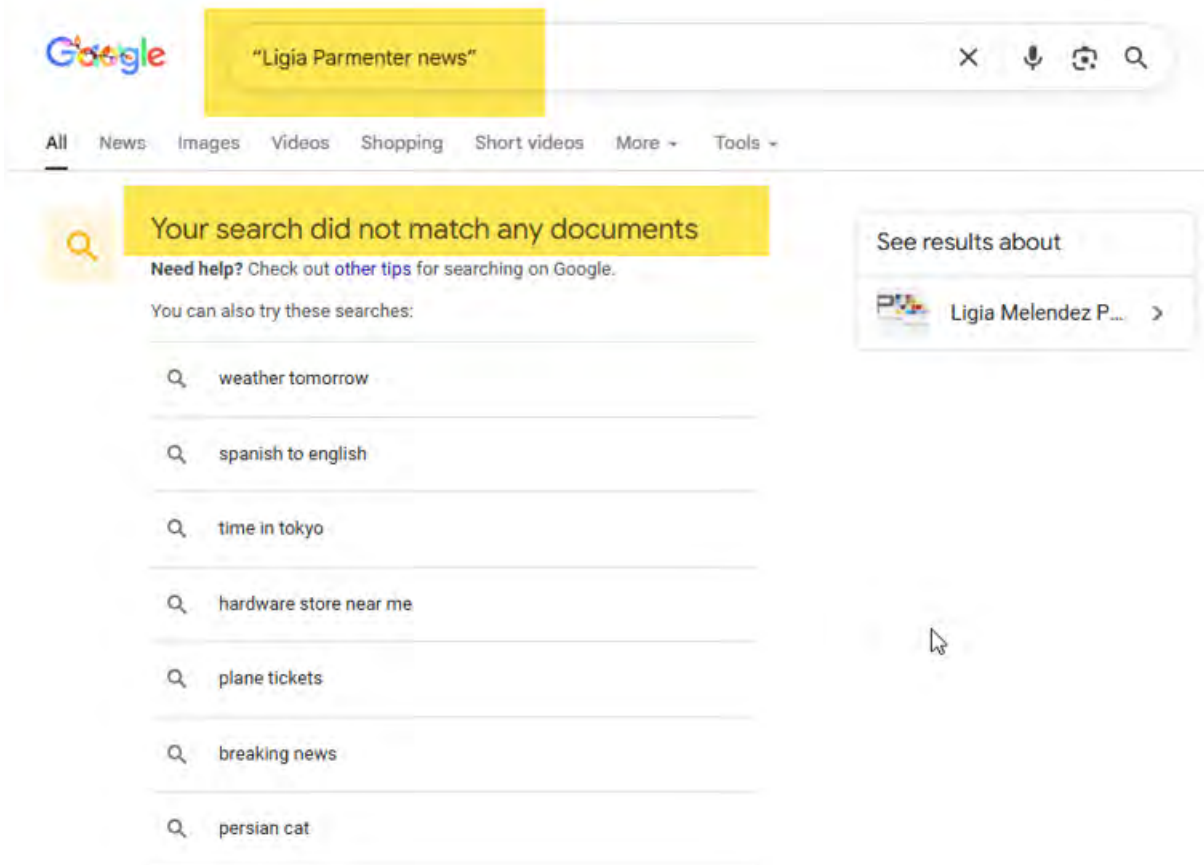 Google
“Ligia Parmenter news”
All News Images Videos Shopping Short videos More Tools
Your search did not match any documents
Need help? Check out other tips for searching on Google.
You can also try these searches:
weather tomorrow
spanish to english
time in tokyo
hardware store near me
plane tickets
breaking news
persian cat
See results about
Ligia Melendez P...